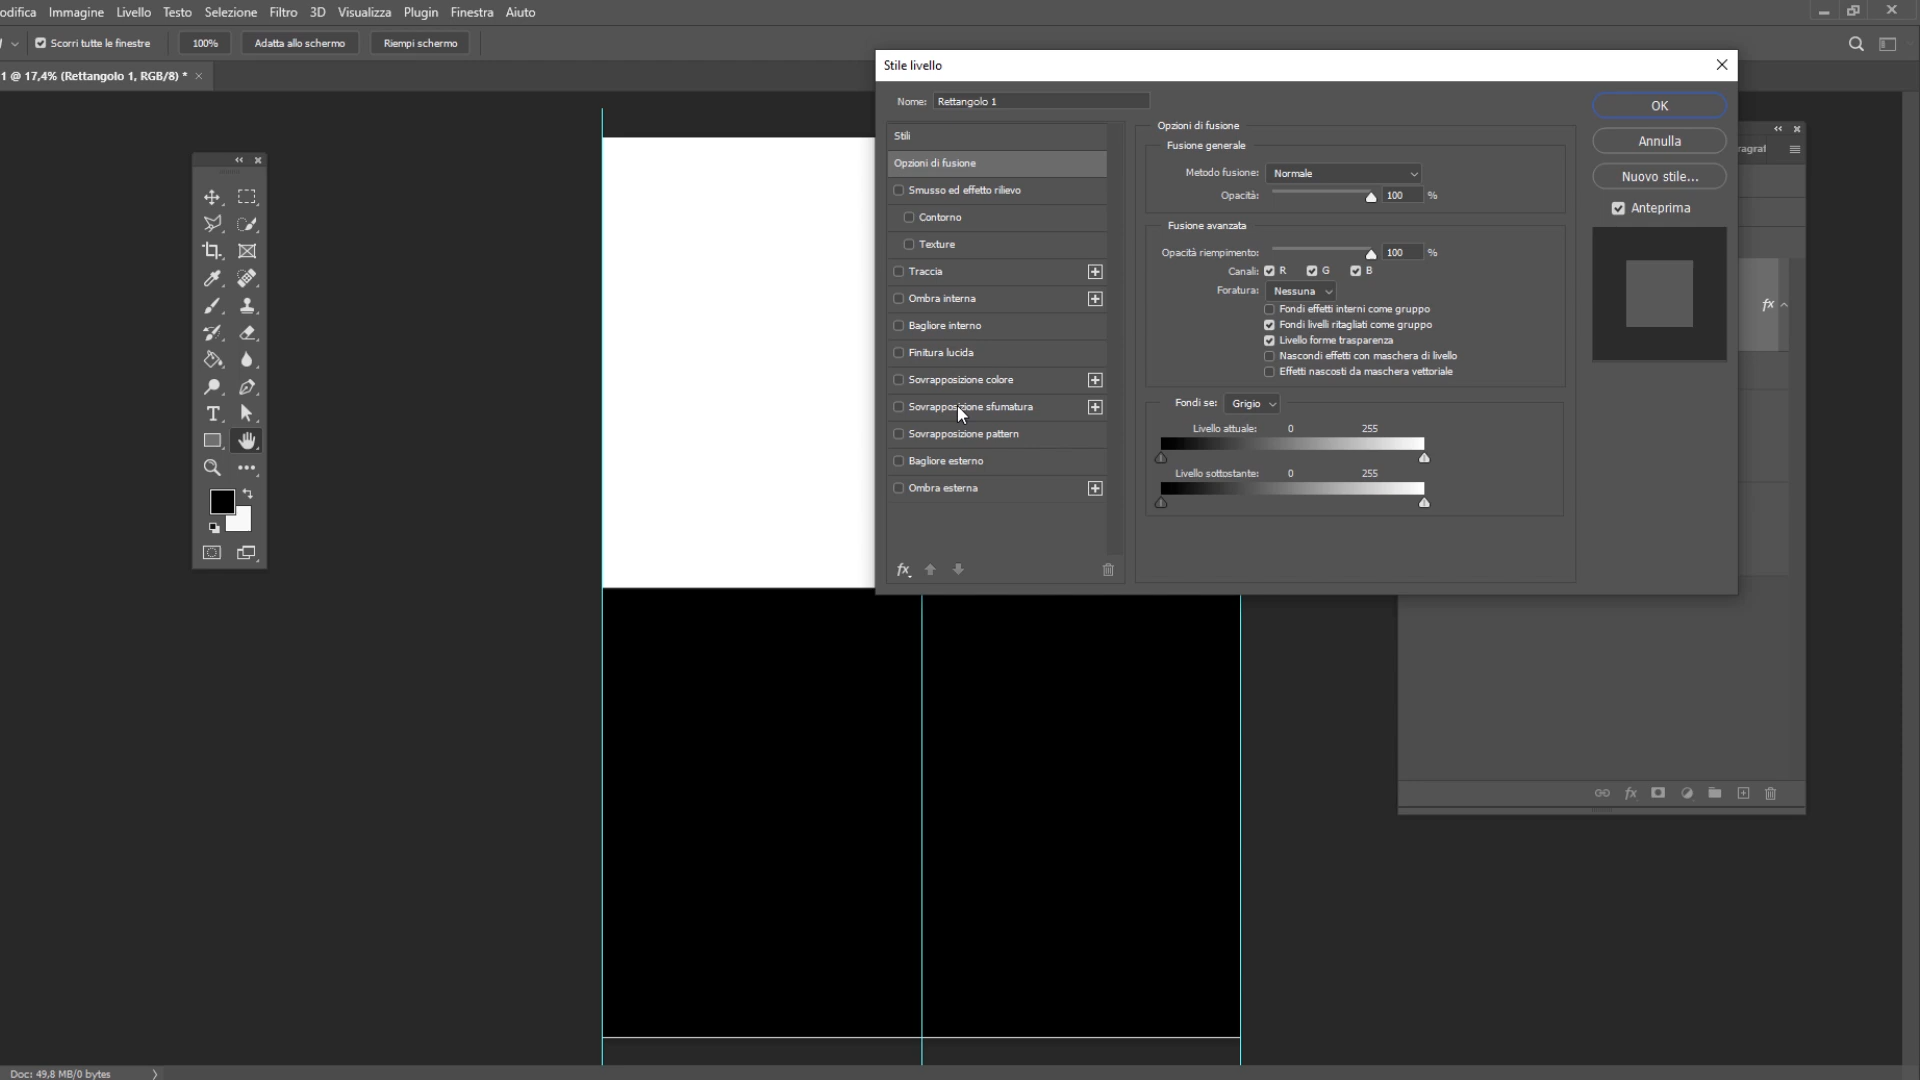 odifica Immagine Livello Testo Selezione Filtro 3D Visualizza Plugin Finestra Aiuto
Scorri tutte le finestre 100% Adatta allo schermo Riempi schermo
1 @ 17,4% (Rettangolo 1, RGB/8) *
Stile livello
Nome: Rettangolo 1
Stili
Opzioni di fusione
Smusso ed effetto rilievo
Contorno
Texture
Traccia
Ombra interna
Bagliore interno
Finitura lucida
Sovrapposizione colore
Sovrapposizione sfumatura
Sovrapposizione pattern
Bagliore esterno
Ombra esterna
fx
Opzioni di fusione
Fusione generale
Metodo fusione: Normale
Opacità: 100 %
Fusione avanzata
Opacità riempimento: 100 %
Canali: R G B
Foratura: Nessuna
Fondi effetti interni come gruppo
Fondi livelli ritagliati come gruppo
Livello forme trasparenza
Nascondi effetti con maschera di livello
Effetti nascosti da maschera vettoriale
Fondi se: Grigio
Livello attuale: 0 255
Livello sottostante: 0 255
OK
Annulla
Nuovo stile...
Anteprima
ragraf
fx
fx
Doc: 49,8 MB/0 bytes